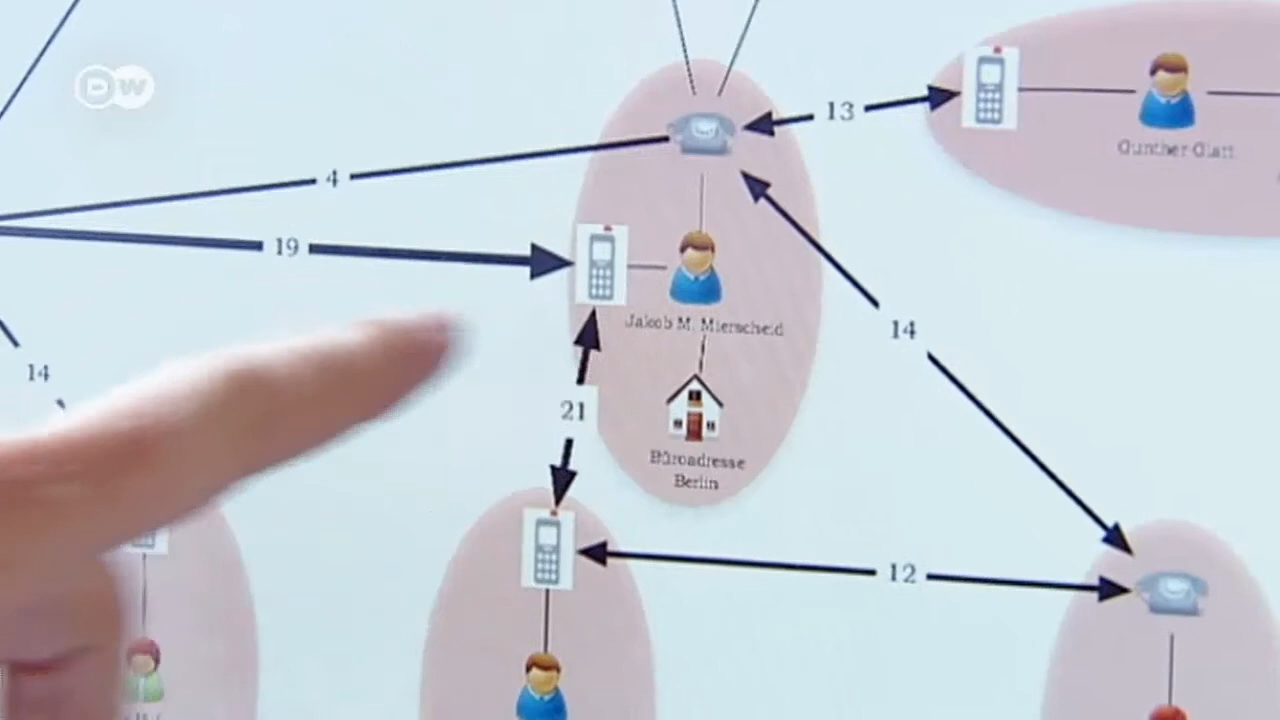 DW
13
Gunther Glatt
4
19
Jakob M. Mierscheid
14
14
21
Büroadresse
Berlin
12